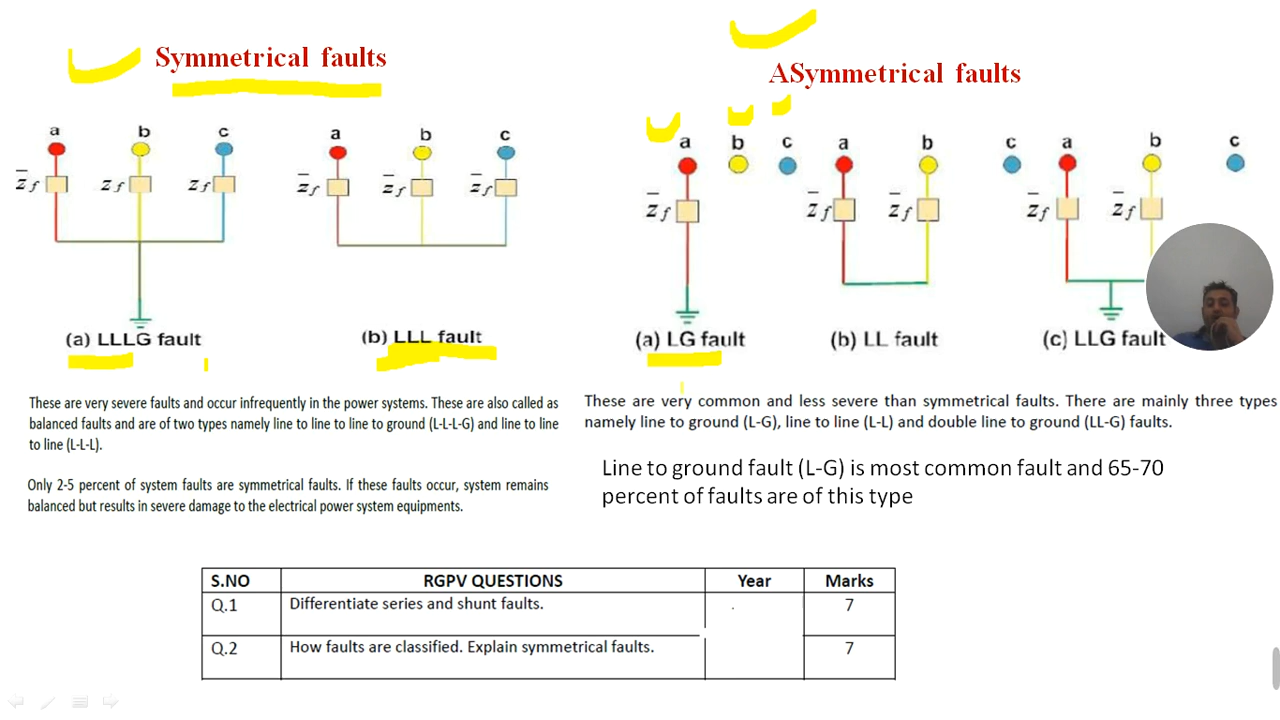 Symmetrical faults
a b c
z̅f zf zf
(a) LLLG fault
a b c
z̅f z̅f z̅f
(b) LLL fault
These are very severe faults and occur infrequently in the power systems. These are also called as
balanced faults and are of two types namely line to line to line to ground (L-L-L-G) and line to line
to line (L-L-L).
Only 2-5 percent of system faults are symmetrical faults. If these faults occur, system remains
balanced but results in severe damage to the electrical power system equipments.
ASymmetrical faults
a b c
z̅f
(a) LG fault
a b c
z̅f z̅f
(b) LL fault
a b c
z̅f z̅f
(c) LLG fault
These are very common and less severe than symmetrical faults. There are mainly three types
namely line to ground (L-G), line to line (L-L) and double line to ground (LL-G) faults.
Line to ground fault (L-G) is most common fault and 65-70
percent of faults are of this type
S.NO RGPV QUESTIONS Year Marks
Q.1 Differentiate series and shunt faults. 7
Q.2 How faults are classified. Explain symmetrical faults. 7